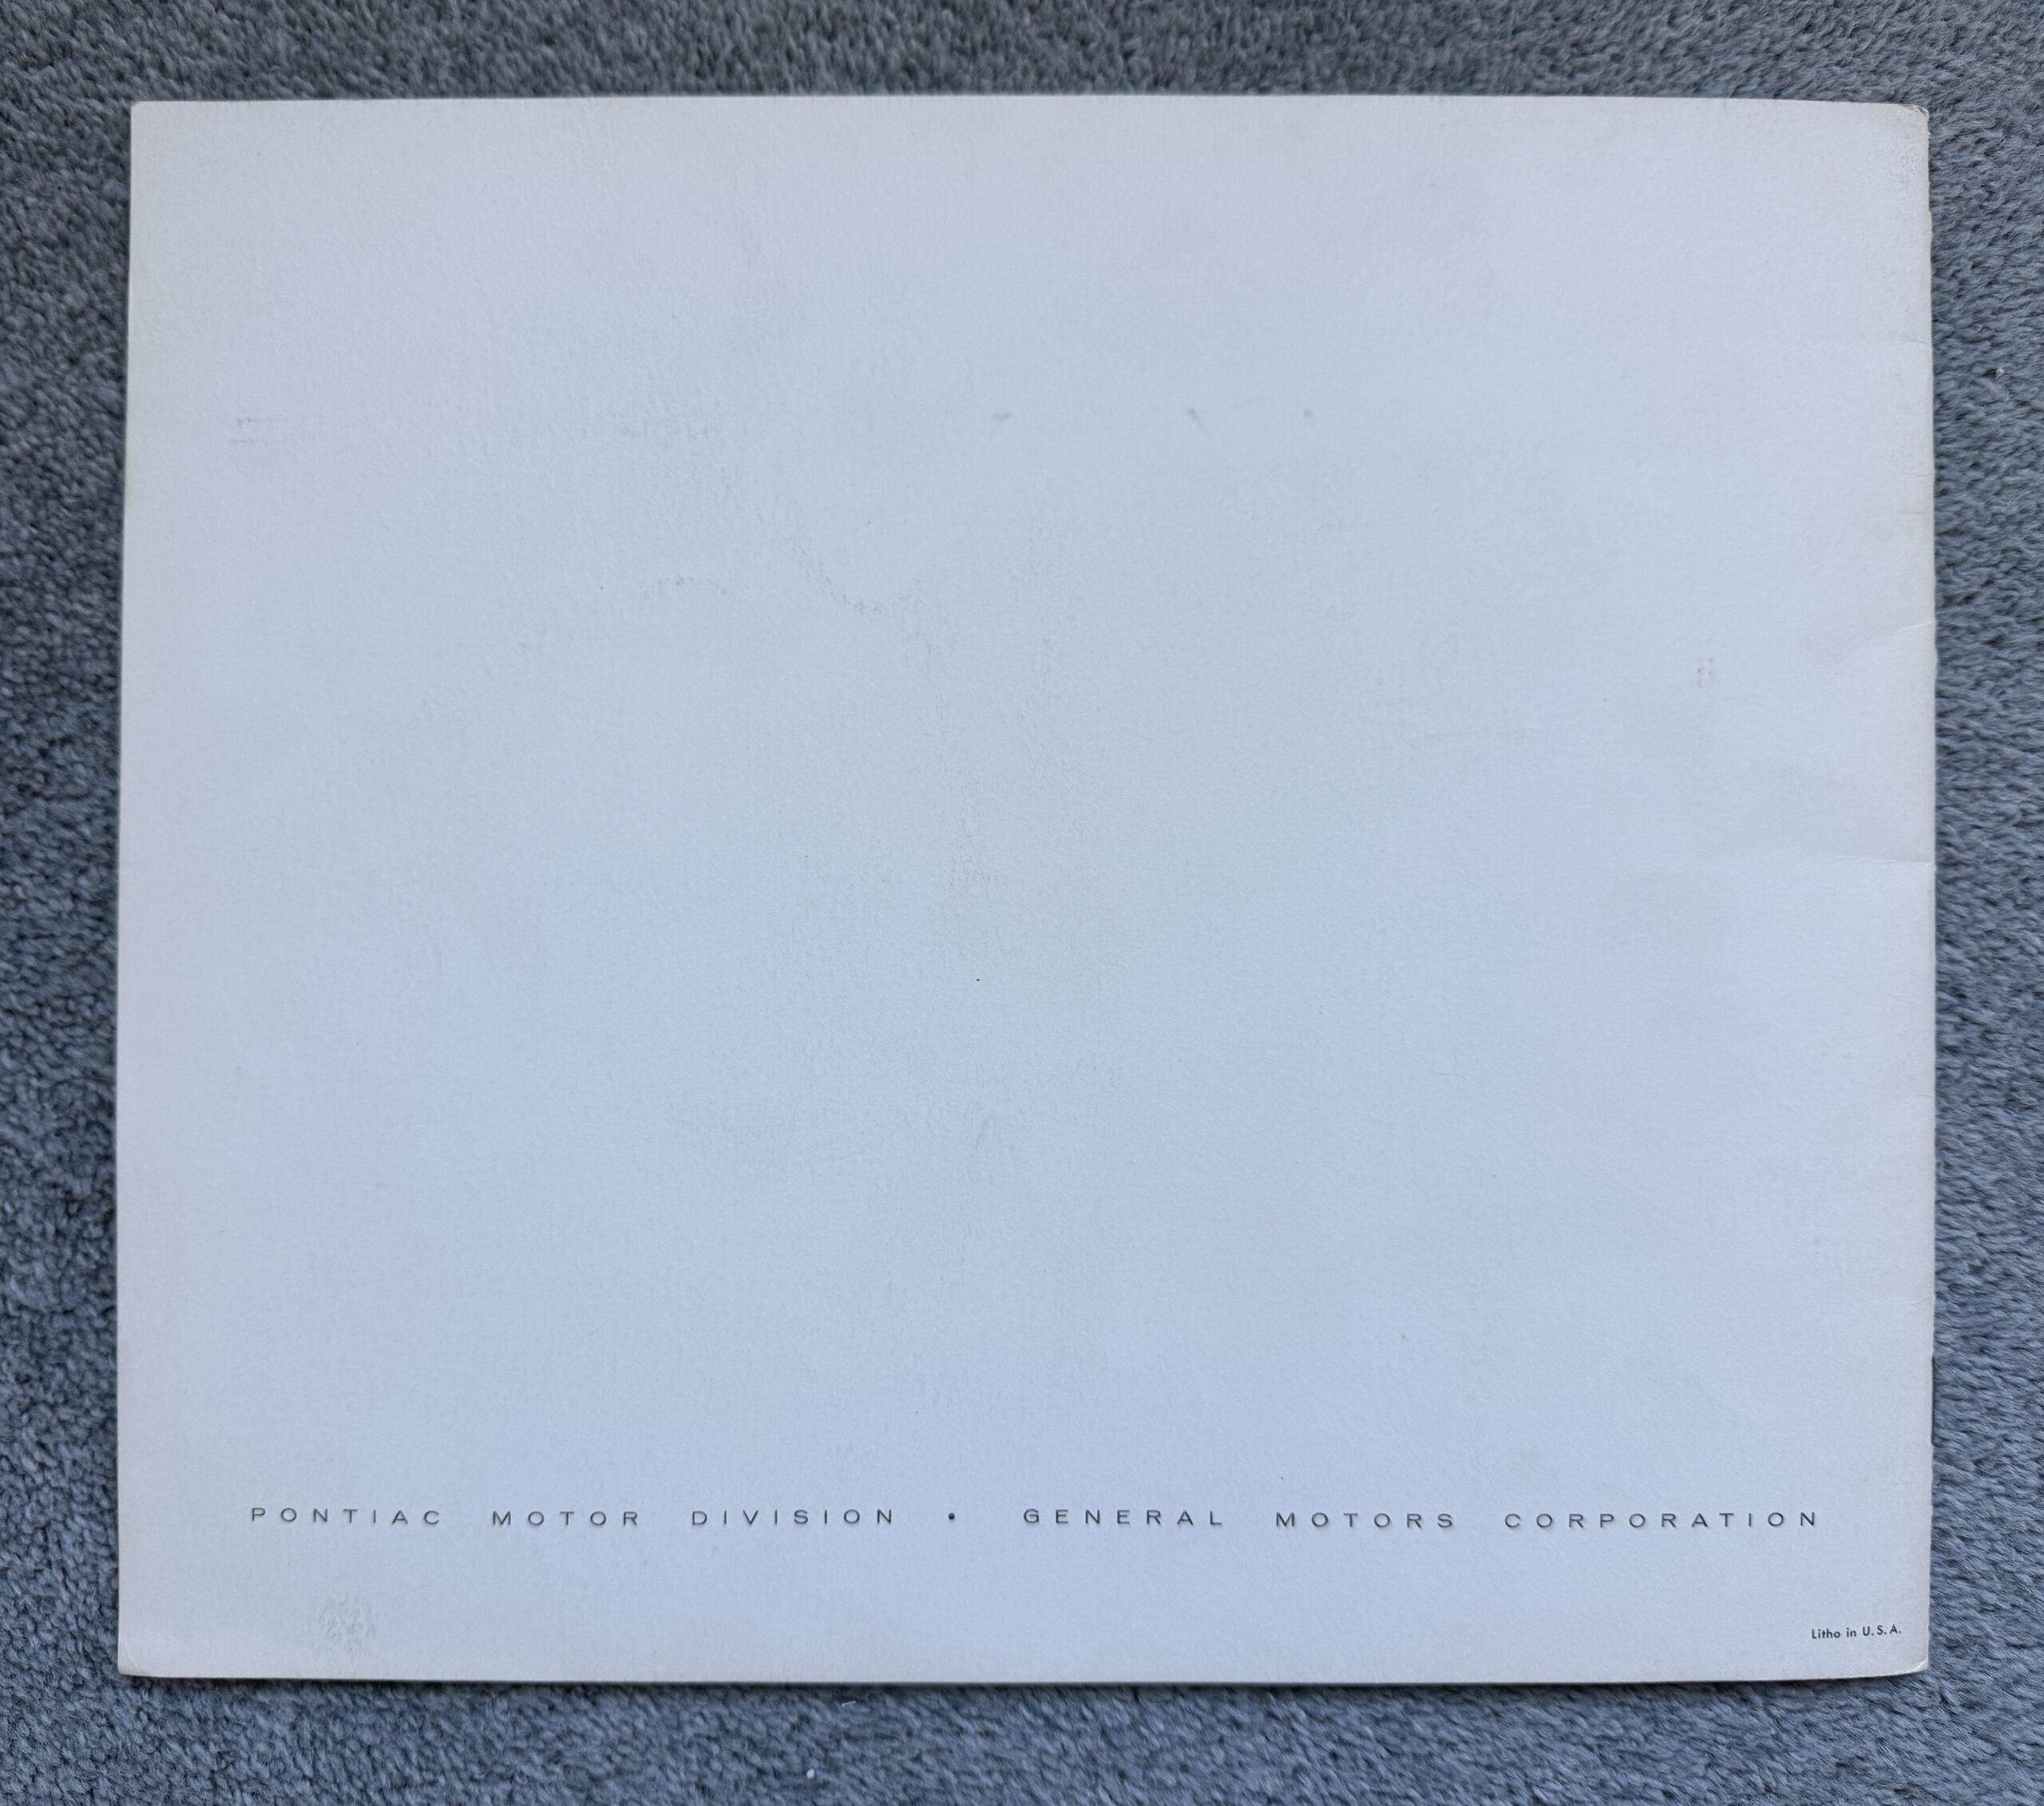 PONTIAC MOTOR DIVISION • GENERAL MOTORS CORPORATION
Litho in U.S.A.